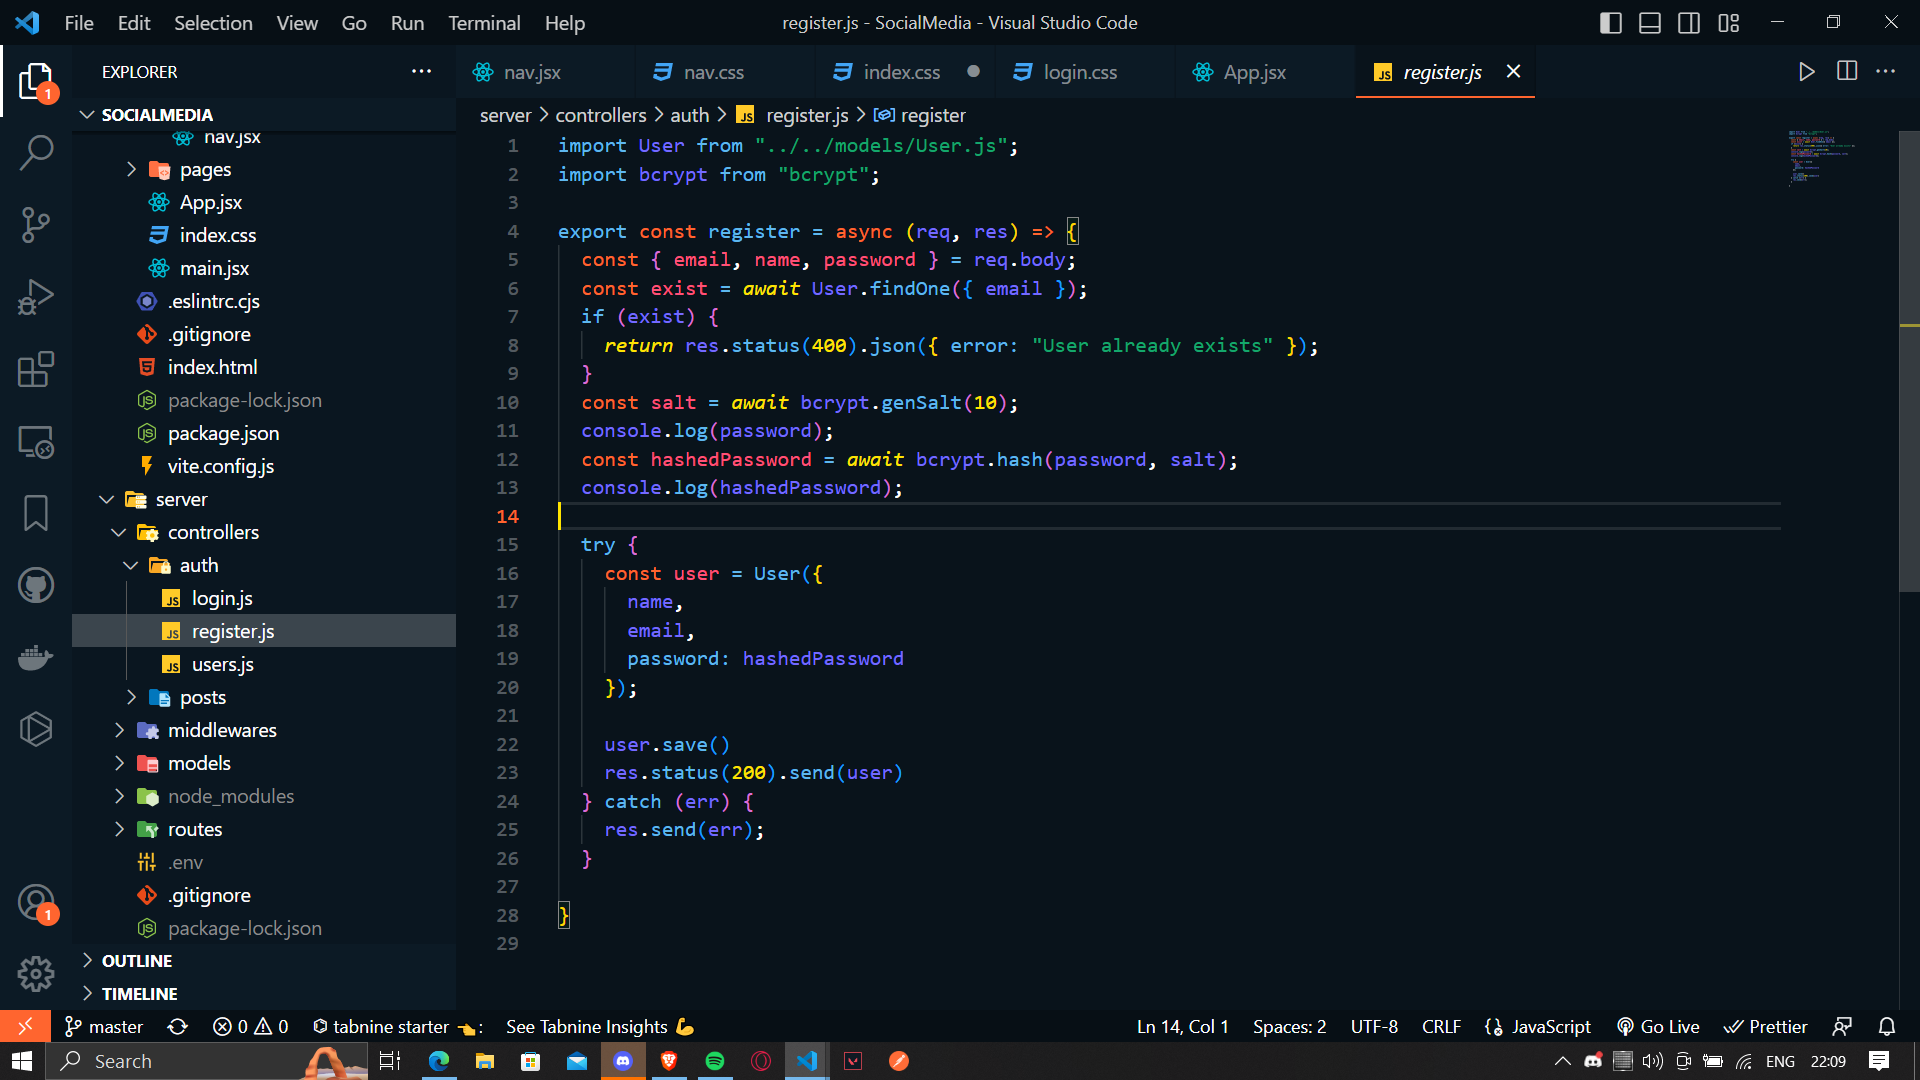 File Edit Selection View Go Run Terminal Help
register.js - SocialMedia - Visual Studio Code
EXPLORER
nav.jsx nav.css index.css login.css App.jsx register.js
SOCIALMEDIA
nav.jsx
pages
App.jsx
index.css
main.jsx
.eslintrc.cjs
.gitignore
index.html
package-lock.json
package.json
vite.config.js
server
controllers
auth
login.js
register.js
users.js
posts
middlewares
models
node_modules
routes
.env
.gitignore
package-lock.json
OUTLINE
TIMELINE
1
1
server > controllers > auth > JS register.js > register
1 import User from "../../models/User.js";
2 import bcrypt from "bcrypt";
3
4 export const register = async (req, res) => {
5 const { email, name, password } = req.body;
6 const exist = await User.findOne({ email });
7 if (exist) {
8 return res.status(400).json({ error: "User already exists" });
9 }
10 const salt = await bcrypt.genSalt(10);
11 console.log(password);
12 const hashedPassword = await bcrypt.hash(password, salt);
13 console.log(hashedPassword);
14
15 try {
16 const user = User({
17 name,
18 email,
19 password: hashedPassword
20 });
21
22 user.save()
23 res.status(200).send(user)
24 } catch (err) {
25 res.send(err);
26 }
27
28 }
29
master 0 0 tabnine starter 👈: See Tabnine Insights 💪 Ln 14, Col 1 Spaces: 2 UTF-8 CRLF {} JavaScript Go Live Prettier
Search ENG 22:09